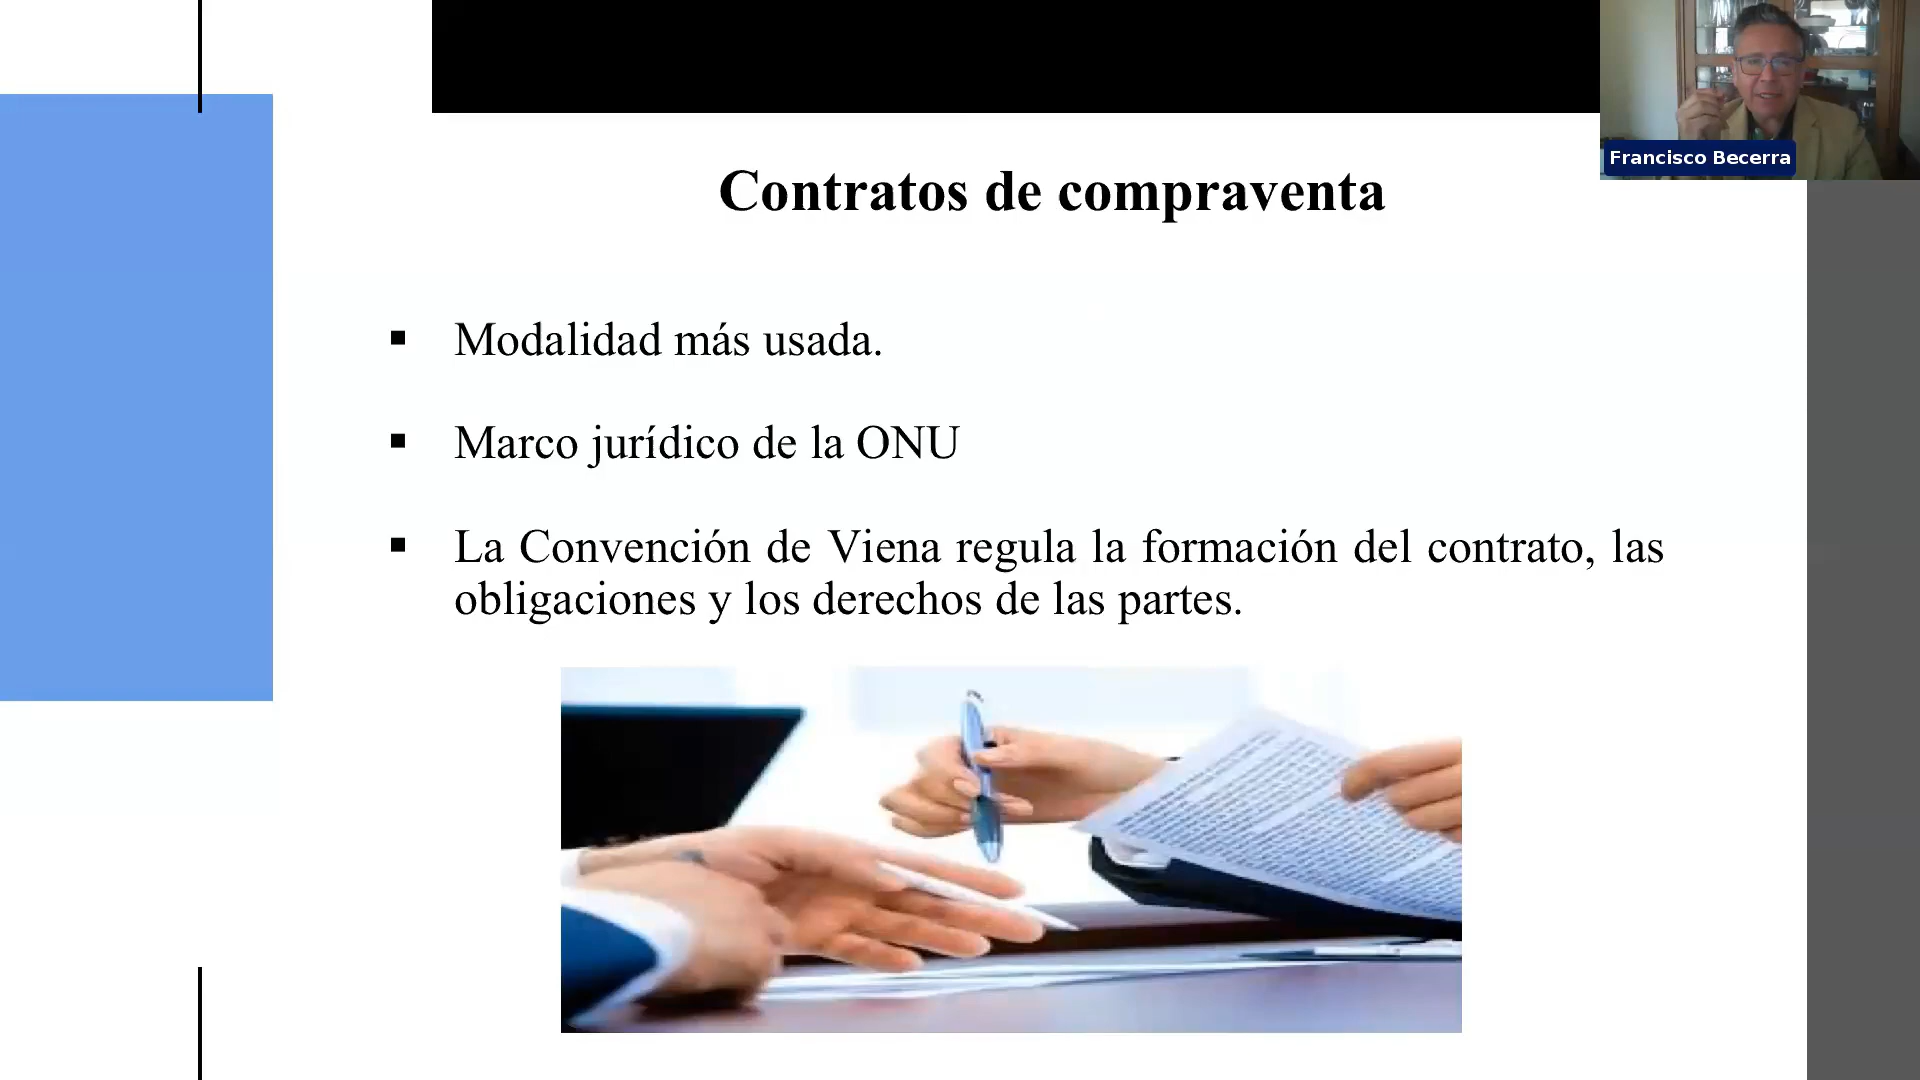 Francisco Becerra
Contratos de compraventa
Modalidad más usada.
Marco jurídico de la ONU
La Convención de Viena regula la formación del contrato, las
obligaciones y los derechos de las partes.